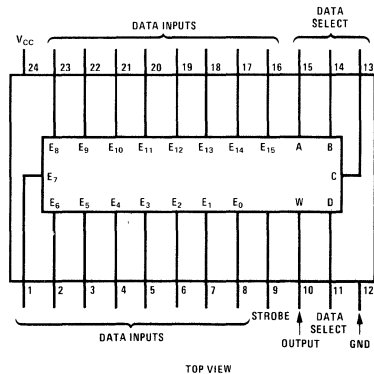 DATA INPUTS
DATA
SELECT
VCC
24 23 22 21 20 19 18 17 16 15 14 13
E8 E9 E10 E11 E12 E13 E14 E15 A B
E7 C
E6 E5 E4 E3 E2 E1 E0 W D
1 2 3 4 5 6 7 8 9 10 11 12
DATA INPUTS
STROBE
OUTPUT
DATA
SELECT
GND
TOP VIEW